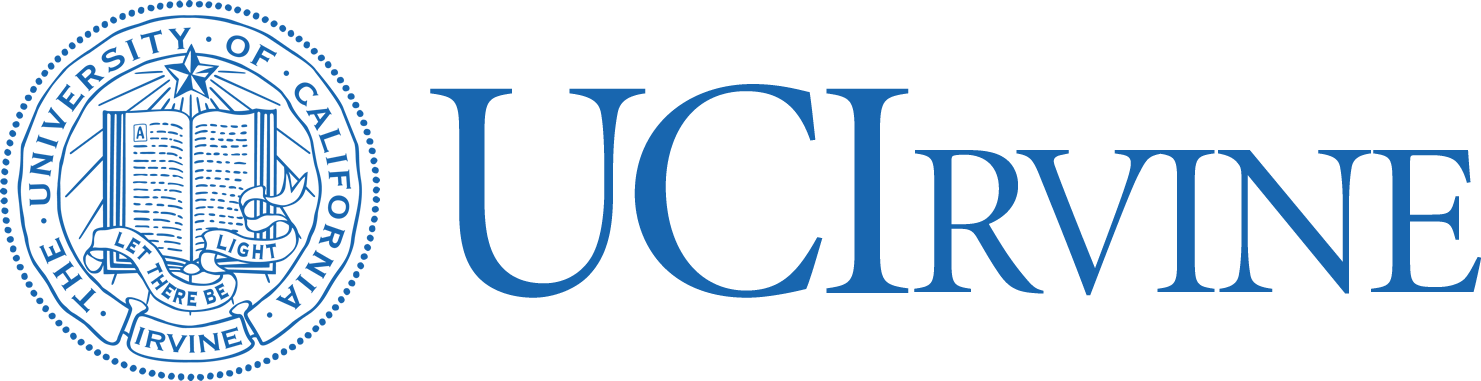 THE · UNIVERSITY · OF · CALIFORNIA
A
LET THERE BE LIGHT
IRVINE
UCIRVINE